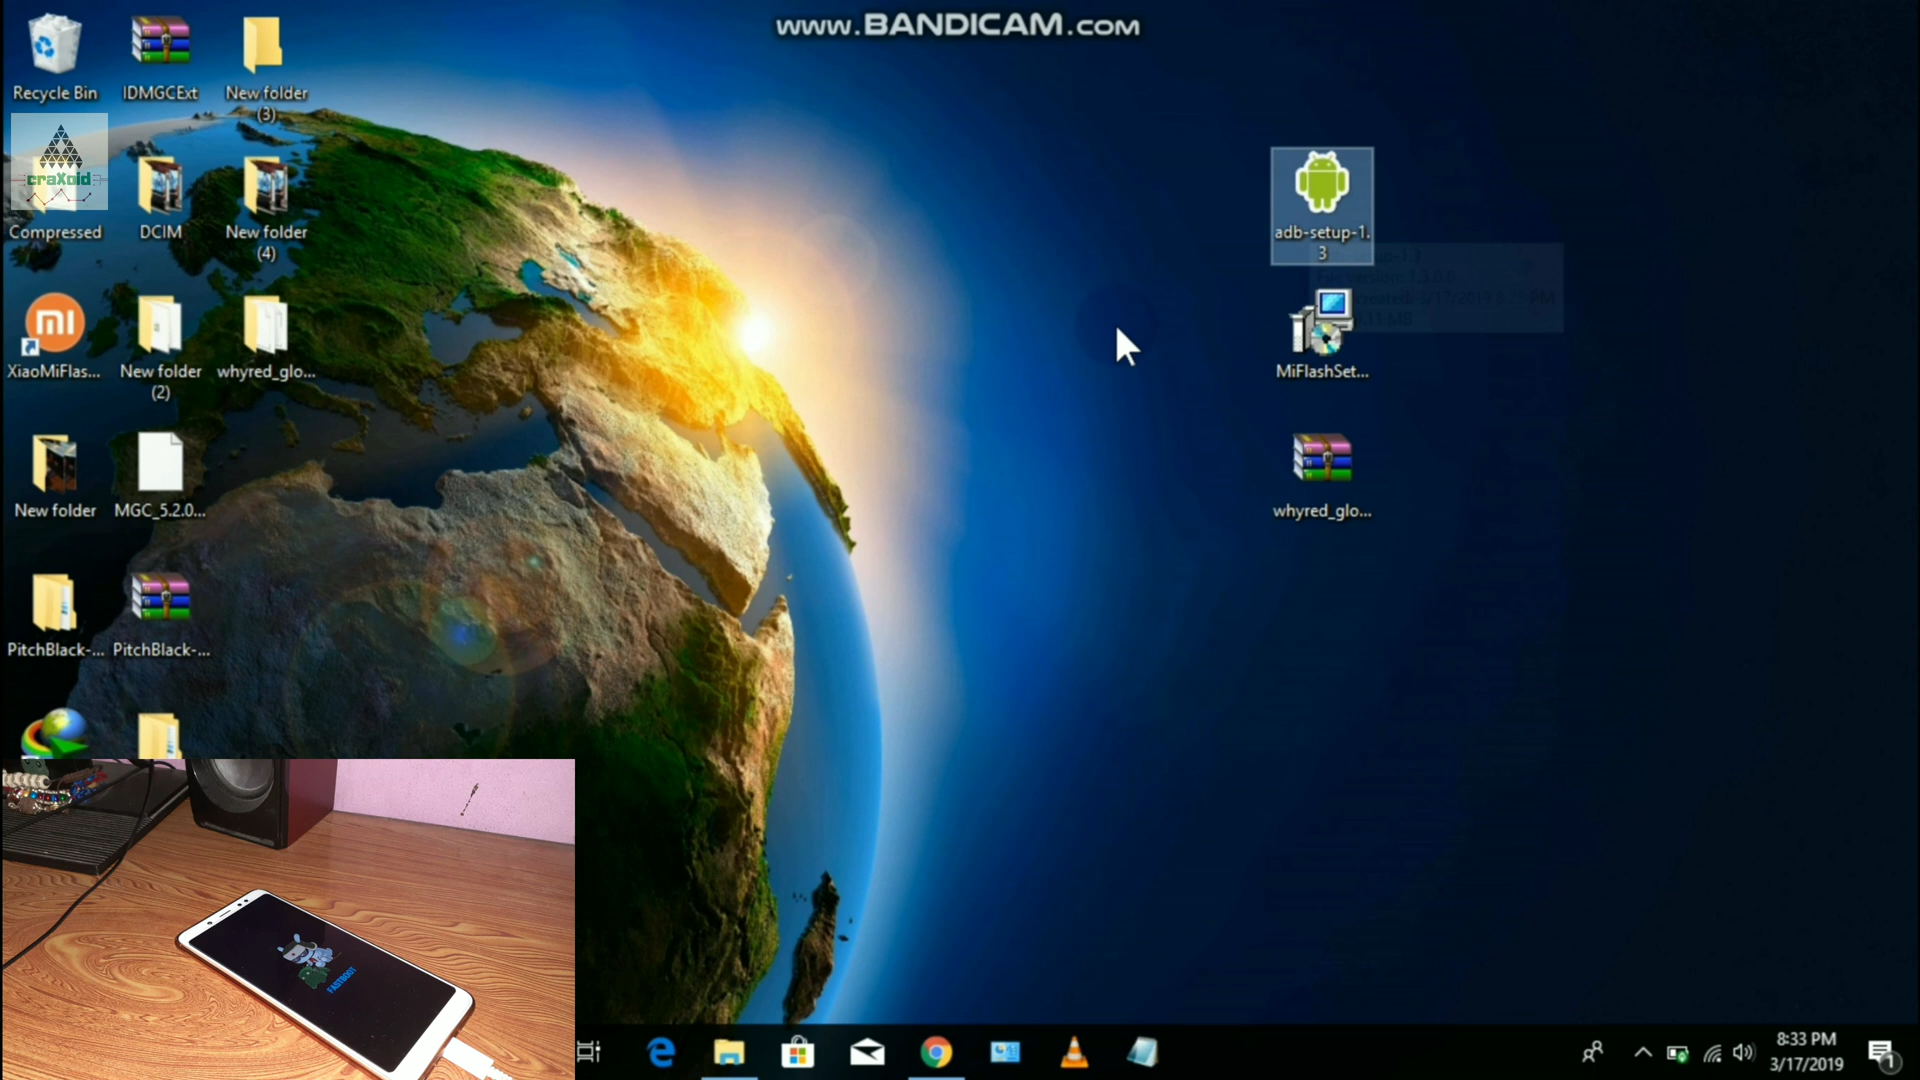 www.BANDICAM.com
Recycle Bin
IDMGCExt
New folder
(3)
craXoid
Compressed
DCIM
New folder
(4)
XiaoMiFlas...
New folder
(2)
whyred_glo...
New folder
MGC_5.2.0...
PitchBlack-...
PitchBlack-...
adb-setup-1.
3
MiFlashSet...
whyred_glo...
FASTBOOT
8:33 PM
3/17/2019
1